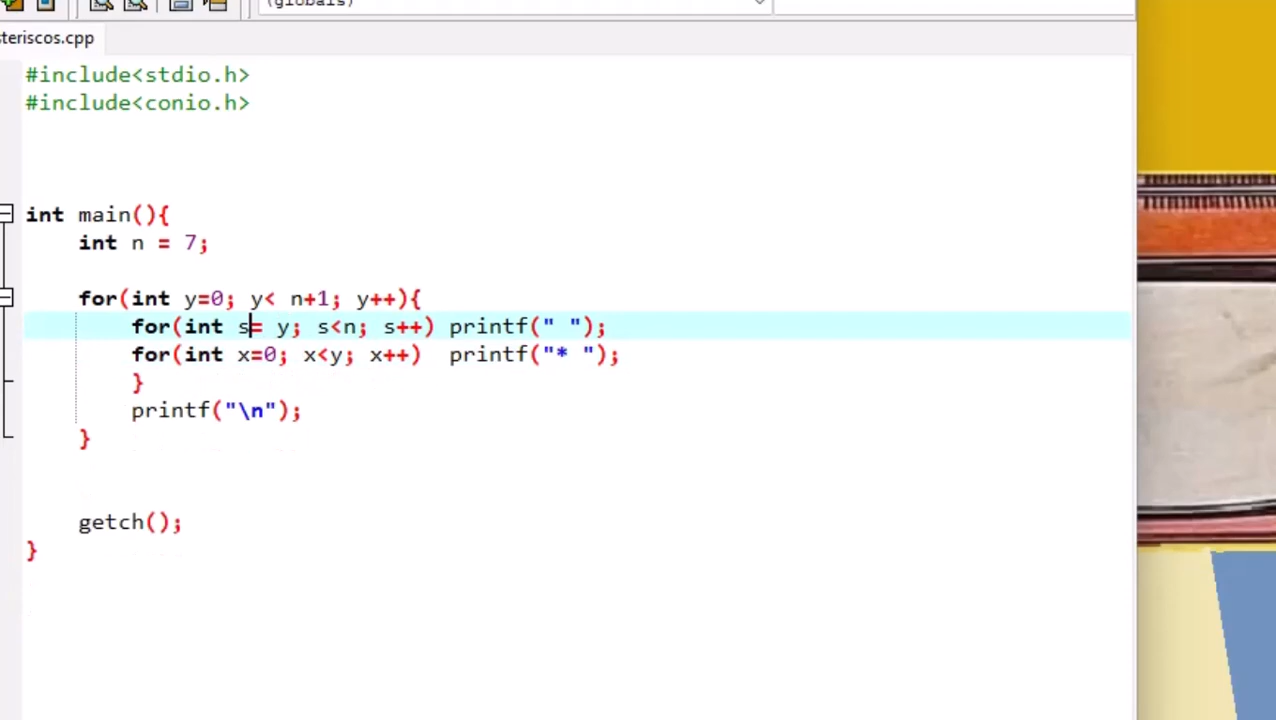 (globals)
teriscos.cpp
#include<stdio.h>
#include<conio.h>
int main(){
int n = 7;
for(int y=0; y< n+1; y++){
for(int s= y; s<n; s++) printf(" ");
for(int x=0; x<y; x++)  printf("* ");
}
printf("\n");
}
getch();
}